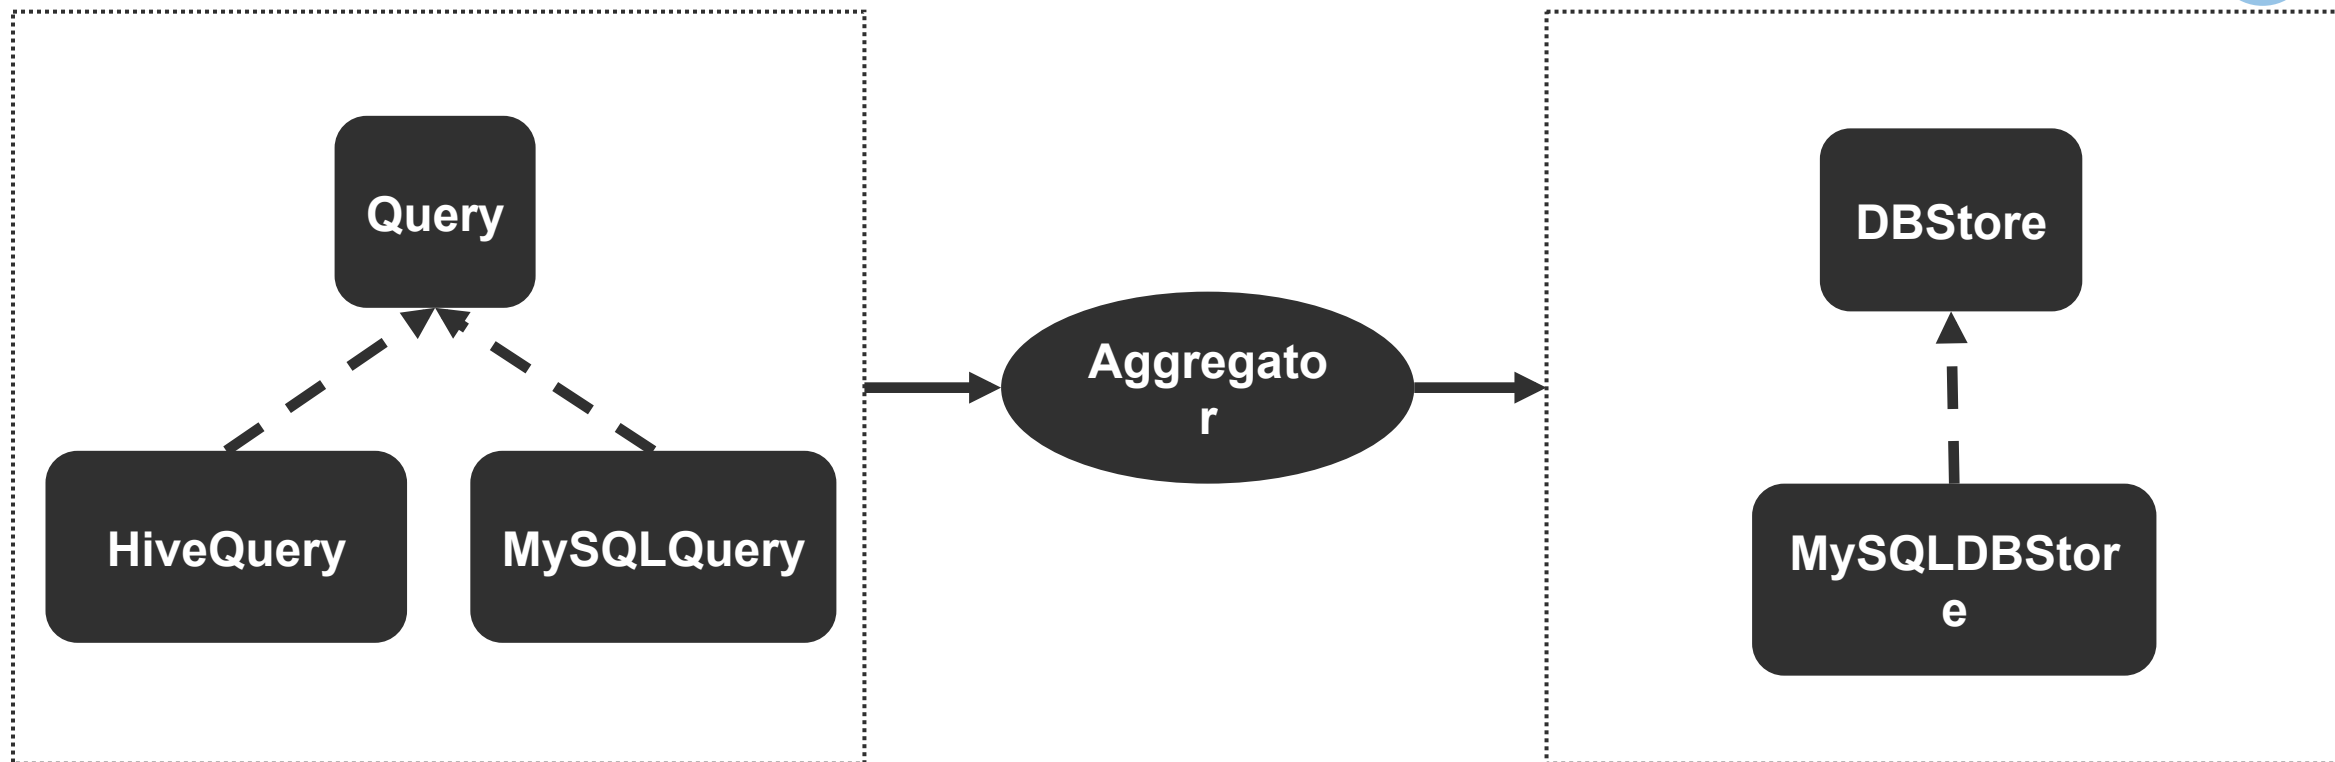 Query
DBStore
Aggregato
r
HiveQuery
MySQLQuery
MySQLDBStor
e